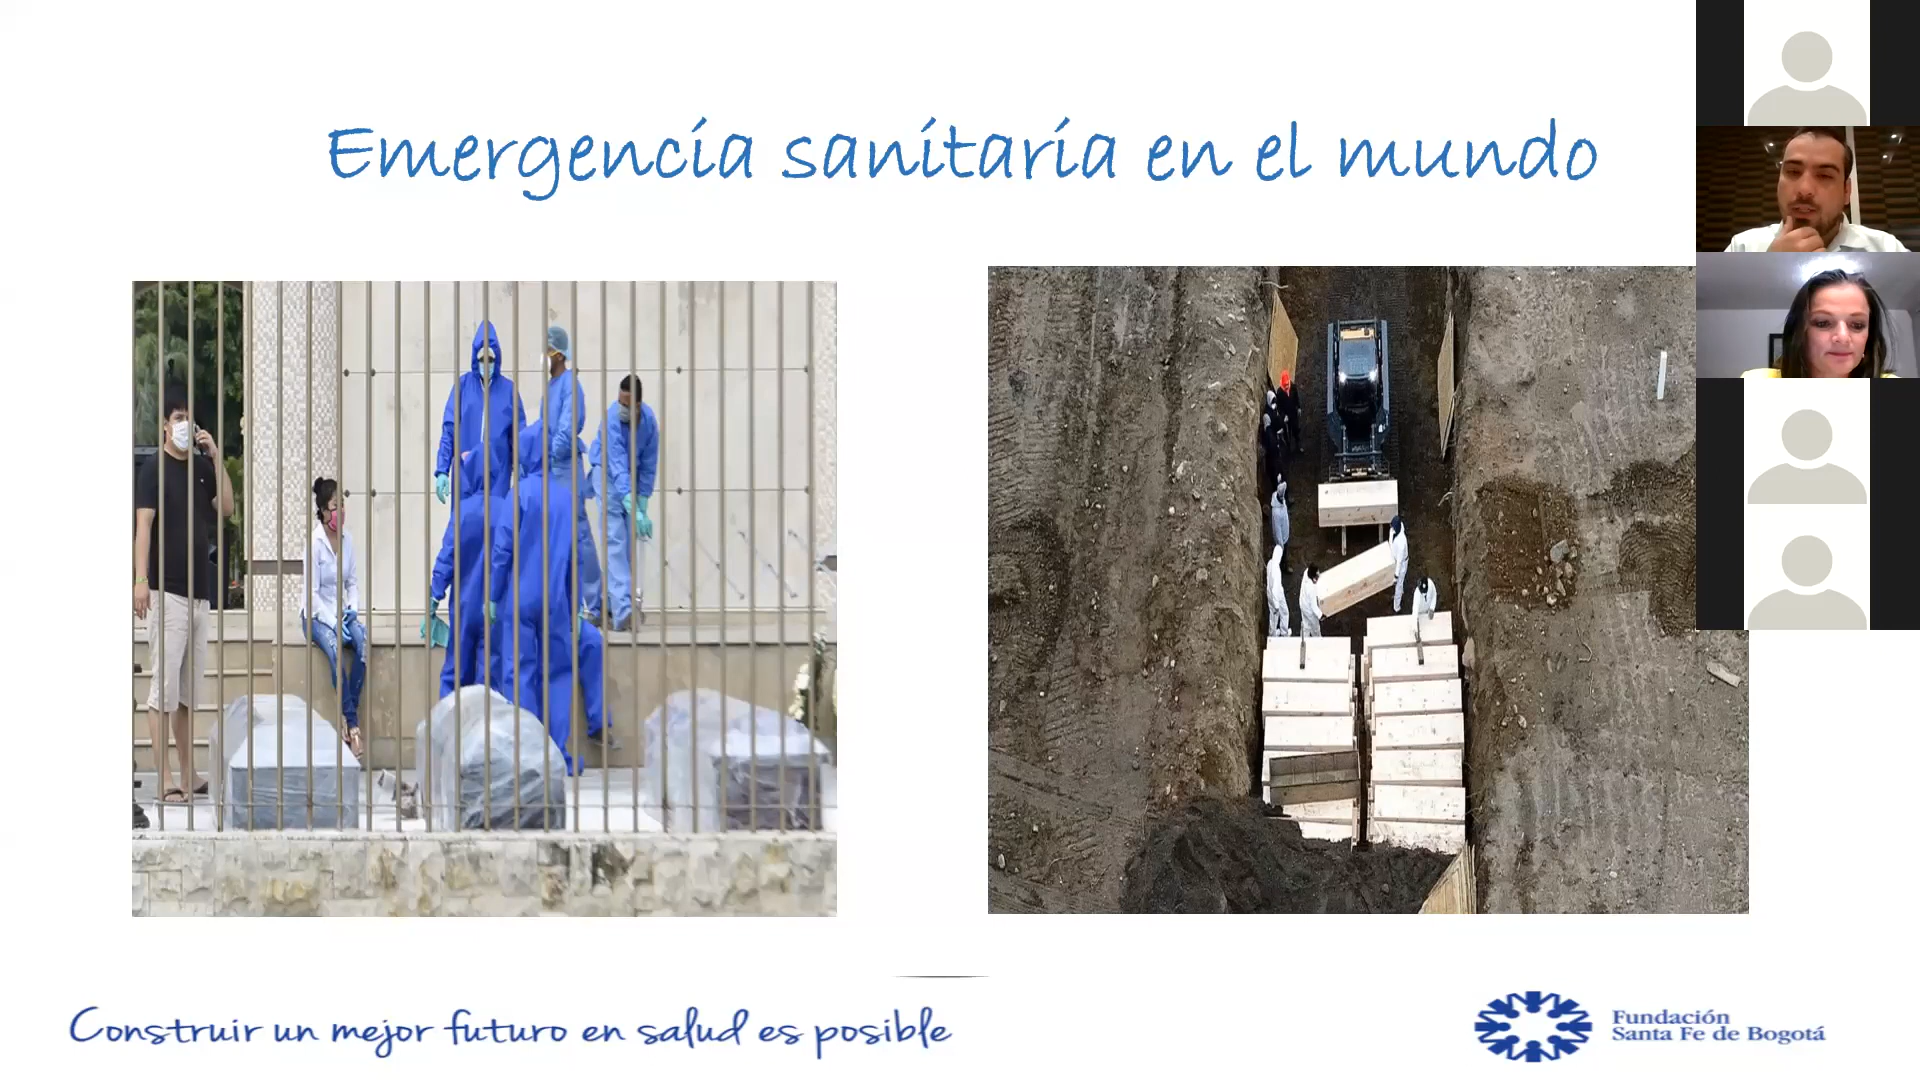 Emergencia sanitaria en el mundo
Construir un mejor futuro en salud es posible
Fundación
Santa Fe de Bogotá